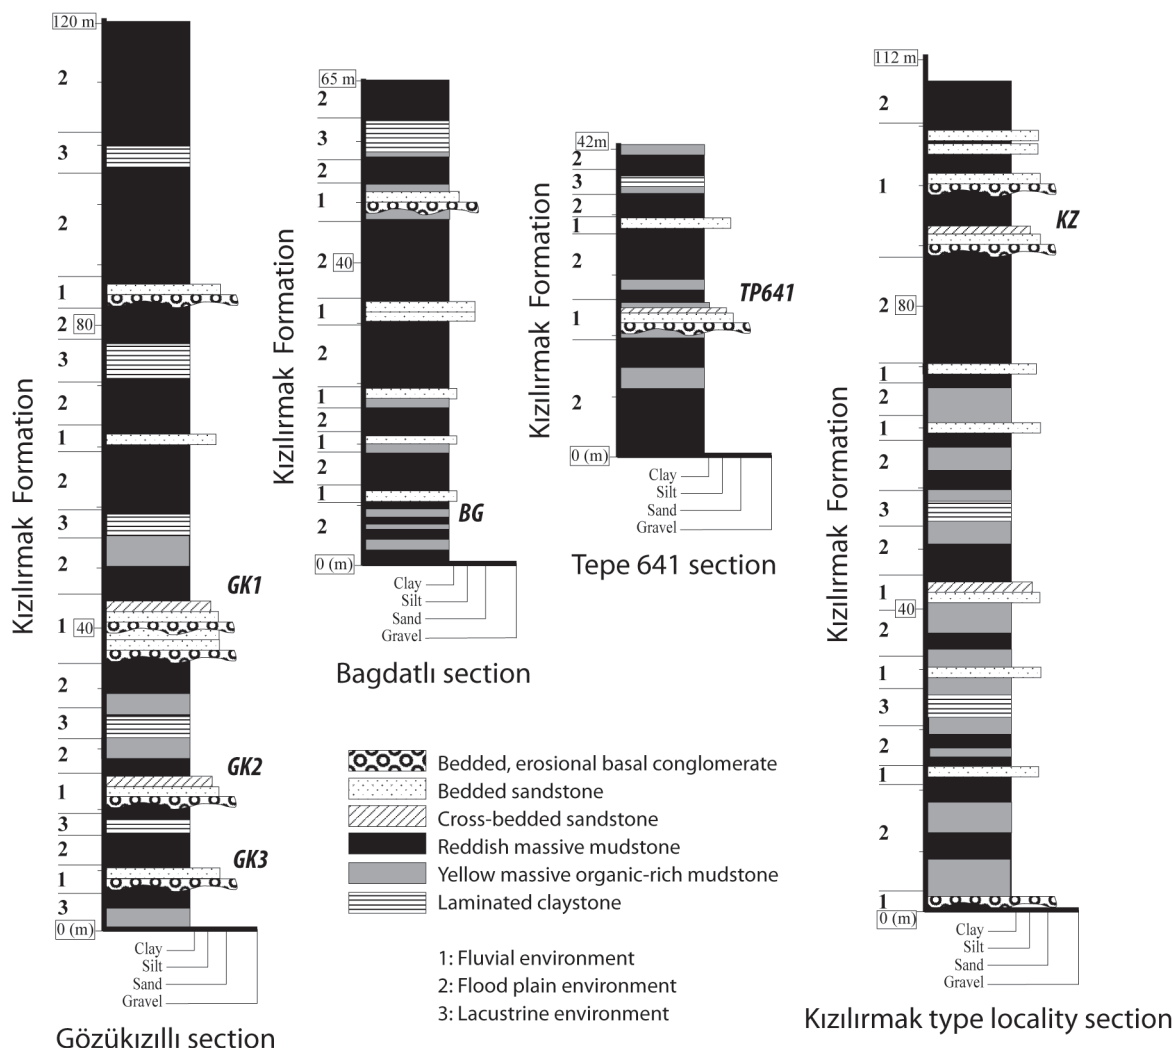 120 m
2
3
2
1
2
80
3
2
1
2
3
2
GK1
1
40
2
3
2
GK2
1
3
2
GK3
1
3
0 (m)
Clay
Silt
Sand
Gravel
Kızılırmak Formation
Gözükızıllı section
65 m
2
3
2
1
2
40
1
2
1
2
1
2
1
BG
2
0 (m)
Clay
Silt
Sand
Gravel
Kızılırmak Formation
Bagdatlı section
42m
2
3
2
1
2
TP641
1
2
0 (m)
Clay
Silt
Sand
Gravel
Kızılırmak Formation
Tepe 641 section
Bedded, erosional basal conglomerate
Bedded sandstone
Cross-bedded sandstone
Reddish massive mudstone
Yellow massive organic-rich mudstone
Laminated claystone
1: Fluvial environment
2: Flood plain environment
3: Lacustrine environment
112 m
2
1
KZ
2
80
1
2
1
2
3
2
1
40
2
1
3
2
1
2
1
0 (m)
Clay
Silt
Sand
Gravel
Kızılırmak Formation
Kızılırmak type locality section